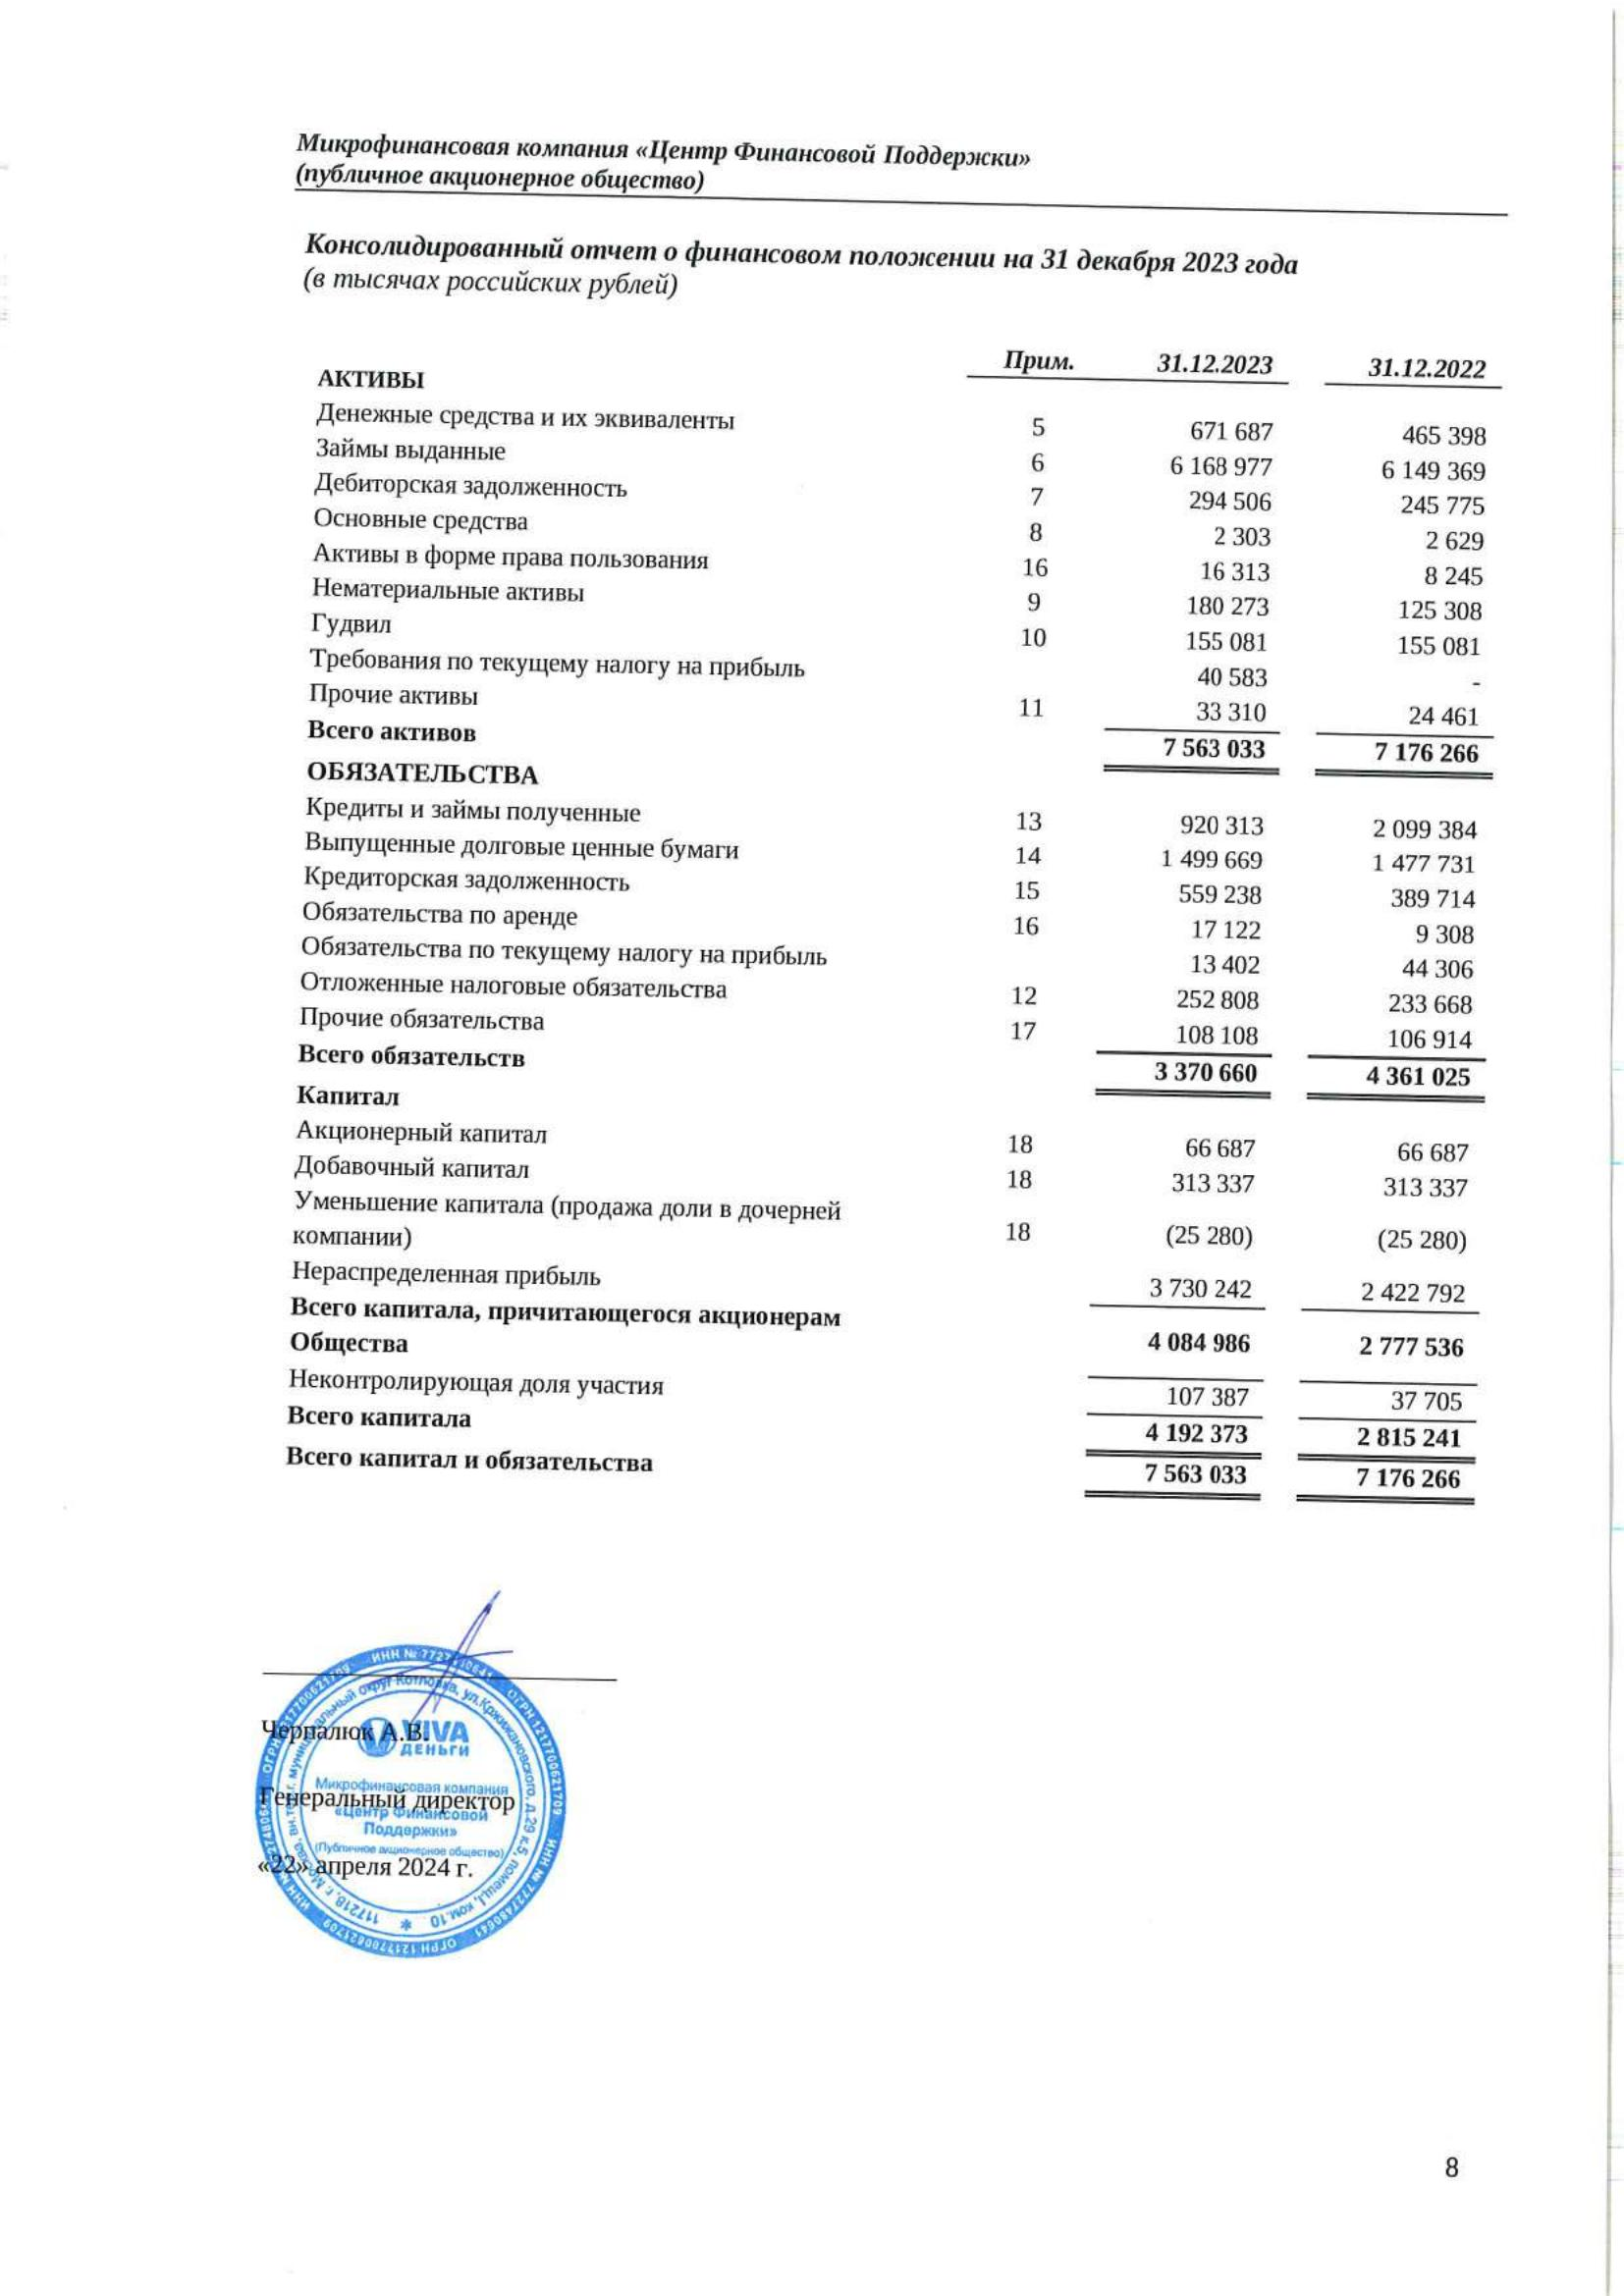 Микрофинансовая компания «Центр Финансовой Поддержки»
(публичное акционерное общество)
Консолидированный отчет о финансовом положении на 31 декабря 2023 года
(в тысячах российских рублей)
Прим. 31.12.2023 31.12.2022
АКТИВЫ
Денежные средства и их эквиваленты 5 671 687 465 398
Займы выданные 6 6 168 977 6 149 369
Дебиторская задолженность 7 294 506 245 775
Основные средства 8 2 303 2 629
Активы в форме права пользования 16 16 313 8 245
Нематериальные активы 9 180 273 125 308
Гудвил 10 155 081 155 081
Требования по текущему налогу на прибыль 40 583 -
Прочие активы 11 33 310 24 461
Всего активов 7 563 033 7 176 266
ОБЯЗАТЕЛЬСТВА
Кредиты и займы полученные 13 920 313 2 099 384
Выпущенные долговые ценные бумаги 14 1 499 669 1 477 731
Кредиторская задолженность 15 559 238 389 714
Обязательства по аренде 16 17 122 9 308
Обязательства по текущему налогу на прибыль 13 402 44 306
Отложенные налоговые обязательства 12 252 808 233 668
Прочие обязательства 17 108 108 106 914
Всего обязательств 3 370 660 4 361 025
Капитал
Акционерный капитал 18 66 687 66 687
Добавочный капитал 18 313 337 313 337
Уменьшение капитала (продажа доли в дочерней
компании) 18 (25 280) (25 280)
Нераспределенная прибыль 3 730 242 2 422 792
Всего капитала, причитающегося акционерам
Общества 4 084 986 2 777 536
Неконтролирующая доля участия 107 387 37 705
Всего капитала 4 192 373 2 815 241
Всего капитал и обязательства 7 563 033 7 176 266
Черпалюк А.В.
Генеральный директор
«22» апреля 2024 г.
VIVA
ДЕНЬГИ
Микрофинансовая компания
«Центр Финансовой
Поддержки»
(Публичное акционерное общество)
ОГРН 1217700621709 ИНН № 7727480641
117218, г. Москва, муниципальный округ Котловка, ул.Кржижановского, д.29 к.5, помещ.I, ком.10
8